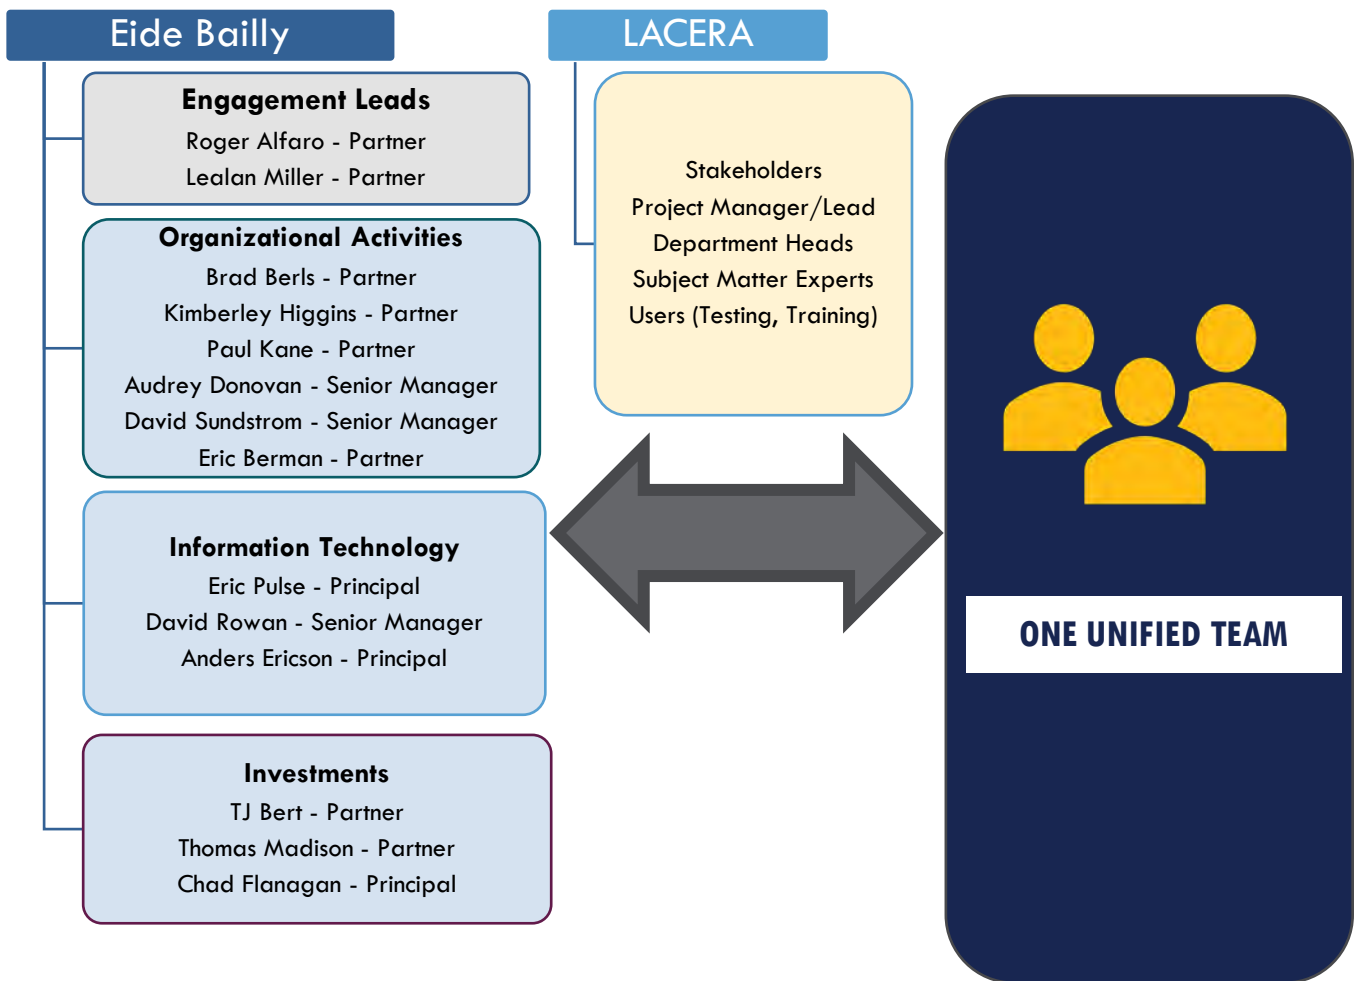 Eide Bailly
Engagement Leads
Roger Alfaro - Partner
Lealan Miller - Partner
Organizational Activities
Brad Berls - Partner
Kimberley Higgins - Partner
Paul Kane - Partner
Audrey Donovan - Senior Manager
David Sundstrom - Senior Manager
Eric Berman - Partner
Information Technology
Eric Pulse - Principal
David Rowan - Senior Manager
Anders Ericson - Principal
Investments
TJ Bert - Partner
Thomas Madison - Partner
Chad Flanagan - Principal
LACERA
Stakeholders
Project Manager/Lead
Department Heads
Subject Matter Experts
Users (Testing, Training)
ONE UNIFIED TEAM